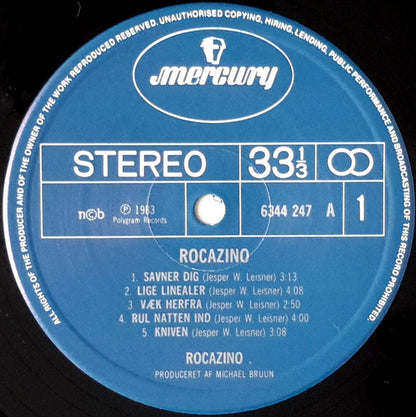 ALL RIGHTS OF THE PRODUCER AND OF THE OWNER OF THE WORK REPRODUCED RESERVED. UNAUTHORISED COPYING, HIRING, LENDING, PUBLIC PERFORMANCE AND BROADCASTING OF THIS RECORD PROHIBITED.
mercury
STEREO 33 1/3
n©b ℗ 1983 6344 247 A 1
Polygram Records
ROCAZINO
1. SAVNER DIG (Jesper W. Leisner) 3:13
2. LIGE LINEALER (Jesper W. Leisner) 4:08
3. VÆK HERFRA (Jesper W. Leisner) 2:50
4. RUL NATTEN IND (Jesper W. Leisner) 4:00
5. KNIVEN (Jesper W. Leisner) 3:08
ROCAZINO
PRODUCERET AF MICHAEL BRUUN